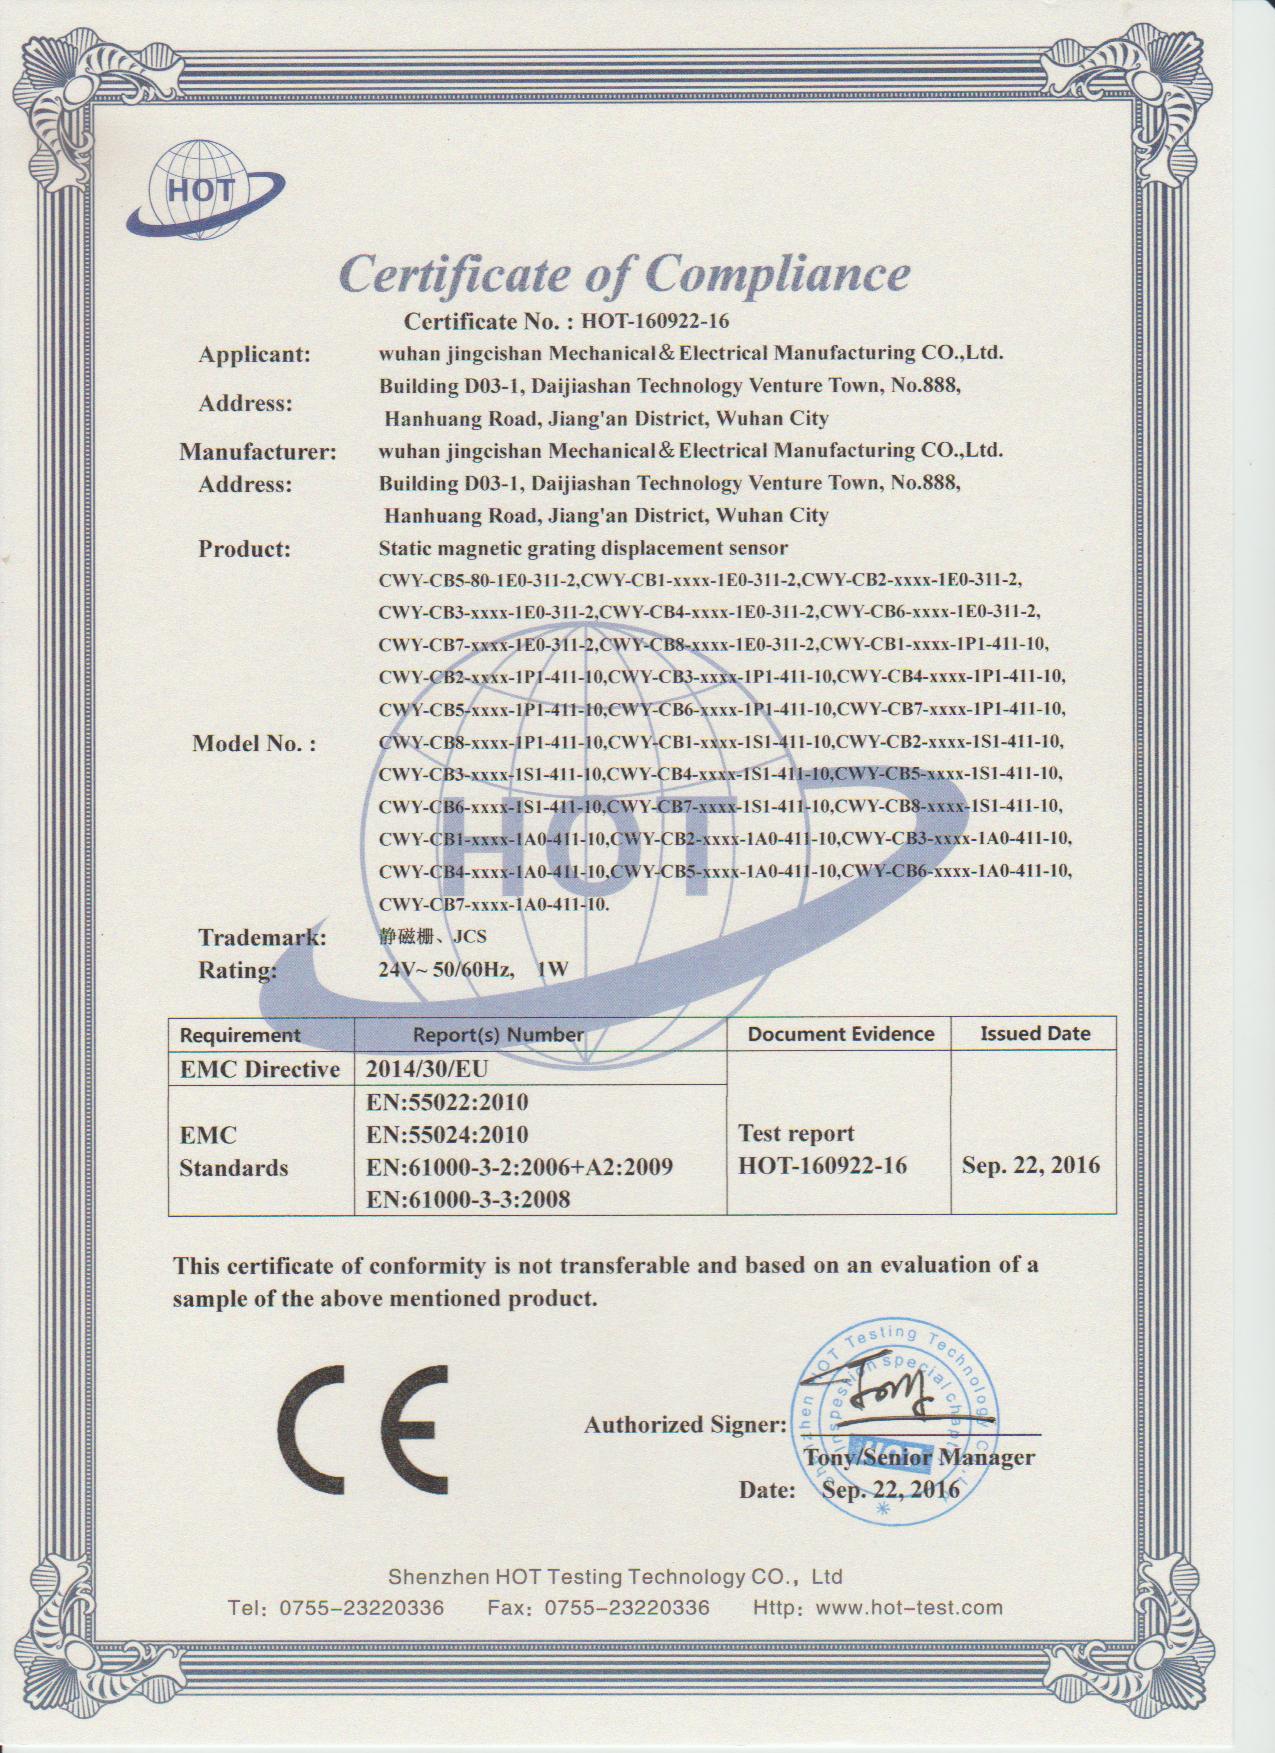 HOT
Certificate of Compliance
Certificate No. : HOT-160922-16
Applicant: wuhan jingcishan Mechanical&Electrical Manufacturing CO.,Ltd.
Address: Building D03-1, Daijiashan Technology Venture Town, No.888,
Hanhuang Road, Jiang'an District, Wuhan City
Manufacturer: wuhan jingcishan Mechanical&Electrical Manufacturing CO.,Ltd.
Address: Building D03-1, Daijiashan Technology Venture Town, No.888,
Hanhuang Road, Jiang'an District, Wuhan City
Product: Static magnetic grating displacement sensor
CWY-CB5-80-1E0-311-2,CWY-CB1-xxxx-1E0-311-2,CWY-CB2-xxxx-1E0-311-2,
CWY-CB3-xxxx-1E0-311-2,CWY-CB4-xxxx-1E0-311-2,CWY-CB6-xxxx-1E0-311-2,
CWY-CB7-xxxx-1E0-311-2,CWY-CB8-xxxx-1E0-311-2,CWY-CB1-xxxx-1P1-411-10,
CWY-CB2-xxxx-1P1-411-10,CWY-CB3-xxxx-1P1-411-10,CWY-CB4-xxxx-1P1-411-10,
CWY-CB5-xxxx-1P1-411-10,CWY-CB6-xxxx-1P1-411-10,CWY-CB7-xxxx-1P1-411-10,
Model No. : CWY-CB8-xxxx-1P1-411-10,CWY-CB1-xxxx-1S1-411-10,CWY-CB2-xxxx-1S1-411-10,
CWY-CB3-xxxx-1S1-411-10,CWY-CB4-xxxx-1S1-411-10,CWY-CB5-xxxx-1S1-411-10,
CWY-CB6-xxxx-1S1-411-10,CWY-CB7-xxxx-1S1-411-10,CWY-CB8-xxxx-1S1-411-10,
HOT
CWY-CB1-xxxx-1A0-411-10,CWY-CB2-xxxx-1A0-411-10,CWY-CB3-xxxx-1A0-411-10,
CWY-CB4-xxxx-1A0-411-10,CWY-CB5-xxxx-1A0-411-10,CWY-CB6-xxxx-1A0-411-10,
CWY-CB7-xxxx-1A0-411-10.
Trademark: 静磁栅、JCS
Rating: 24V~ 50/60Hz, 1W
Requirement Report(s) Number Document Evidence Issued Date
EMC Directive 2014/30/EU
EN:55022:2010
EMC EN:55024:2010 Test report
Standards EN:61000-3-2:2006+A2:2009 HOT-160922-16 Sep. 22, 2016
EN:61000-3-3:2008
This certificate of conformity is not transferable and based on an evaluation of a
sample of the above mentioned product.
CE
Shenzhen HOT Testing Technology Co.,Ltd
Inspestion special chapter
HOT
Tony
Authorized Signer:
Tony/Senior Manager
Date: Sep. 22, 2016
Shenzhen HOT Testing Technology CO., Ltd
Tel: 0755-23220336 Fax: 0755-23220336 Http: www.hot-test.com